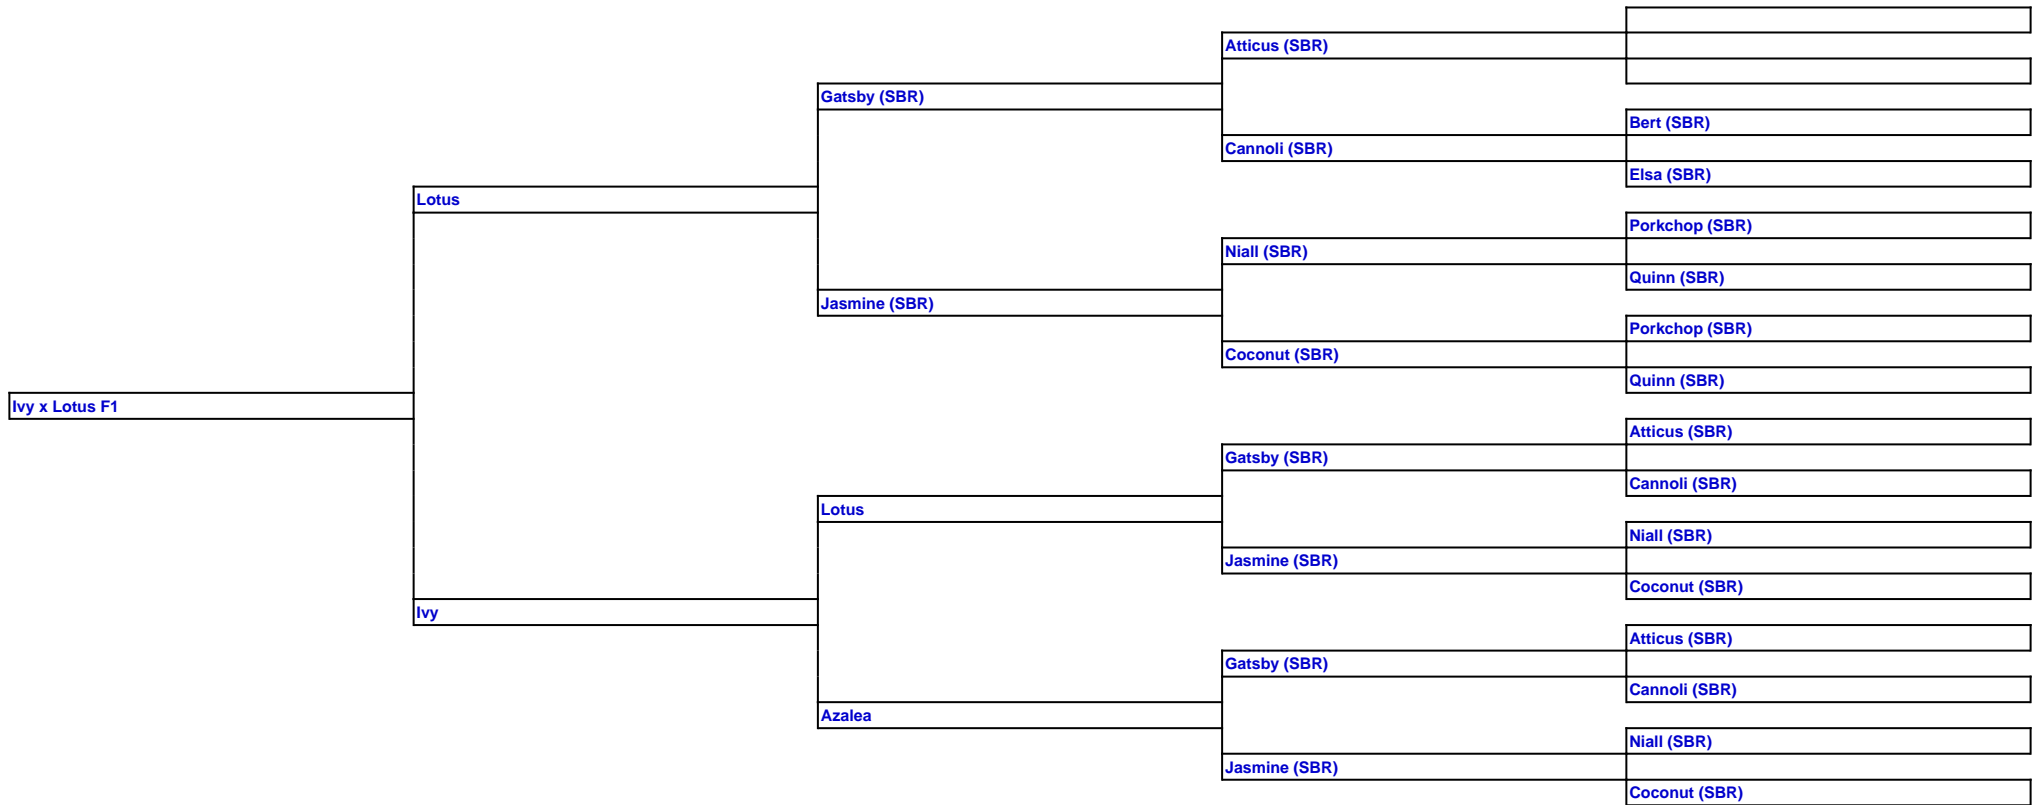 Atticus (SBR)
Gatsby (SBR)
Bert (SBR)
Cannoli (SBR)
Elsa (SBR)
Lotus
Porkchop (SBR)
Niall (SBR)
Quinn (SBR)
Jasmine (SBR)
Porkchop (SBR)
Coconut (SBR)
Quinn (SBR)
Ivy x Lotus F1
Atticus (SBR)
Gatsby (SBR)
Cannoli (SBR)
Lotus
Niall (SBR)
Jasmine (SBR)
Coconut (SBR)
Ivy
Atticus (SBR)
Gatsby (SBR)
Cannoli (SBR)
Azalea
Niall (SBR)
Jasmine (SBR)
Coconut (SBR)